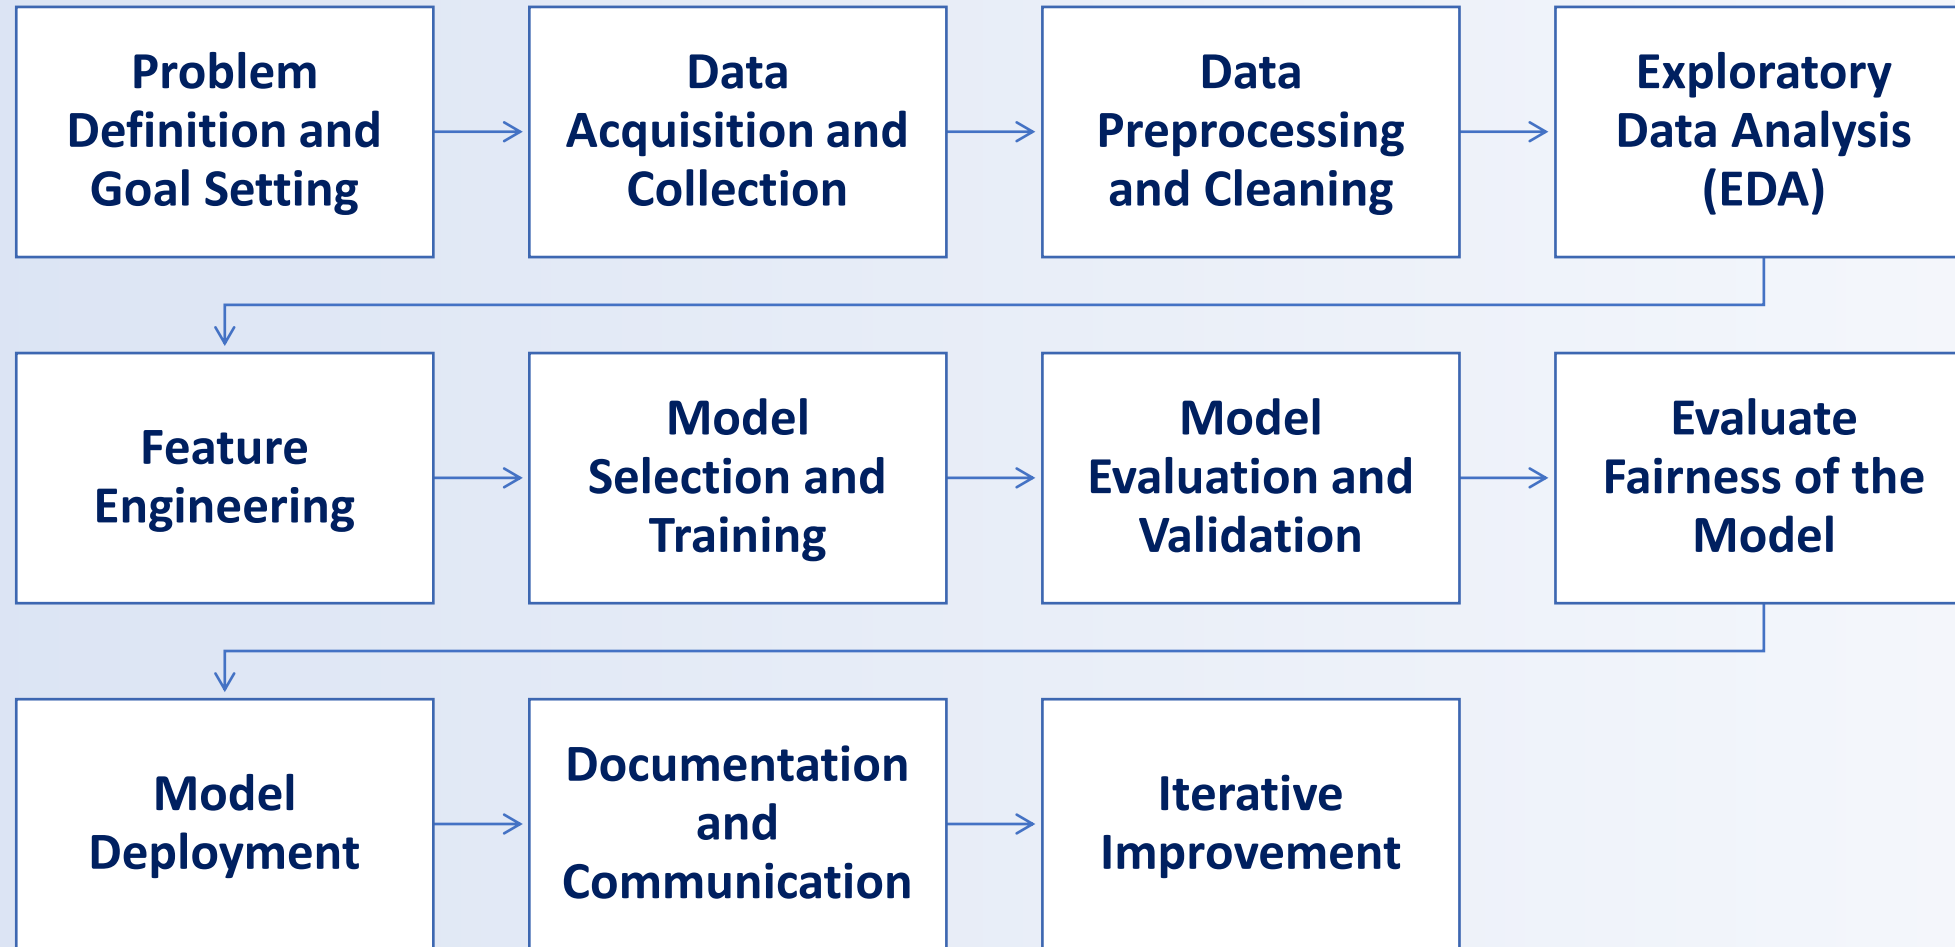 Problem
Definition and
Goal Setting
Data
Acquisition and
Collection
Data
Preprocessing
and Cleaning
Exploratory
Data Analysis
(EDA)
Feature
Engineering
Model
Selection and
Training
Model
Evaluation and
Validation
Evaluate
Fairness of the
Model
Model
Deployment
Documentation
and
Communication
Iterative
Improvement